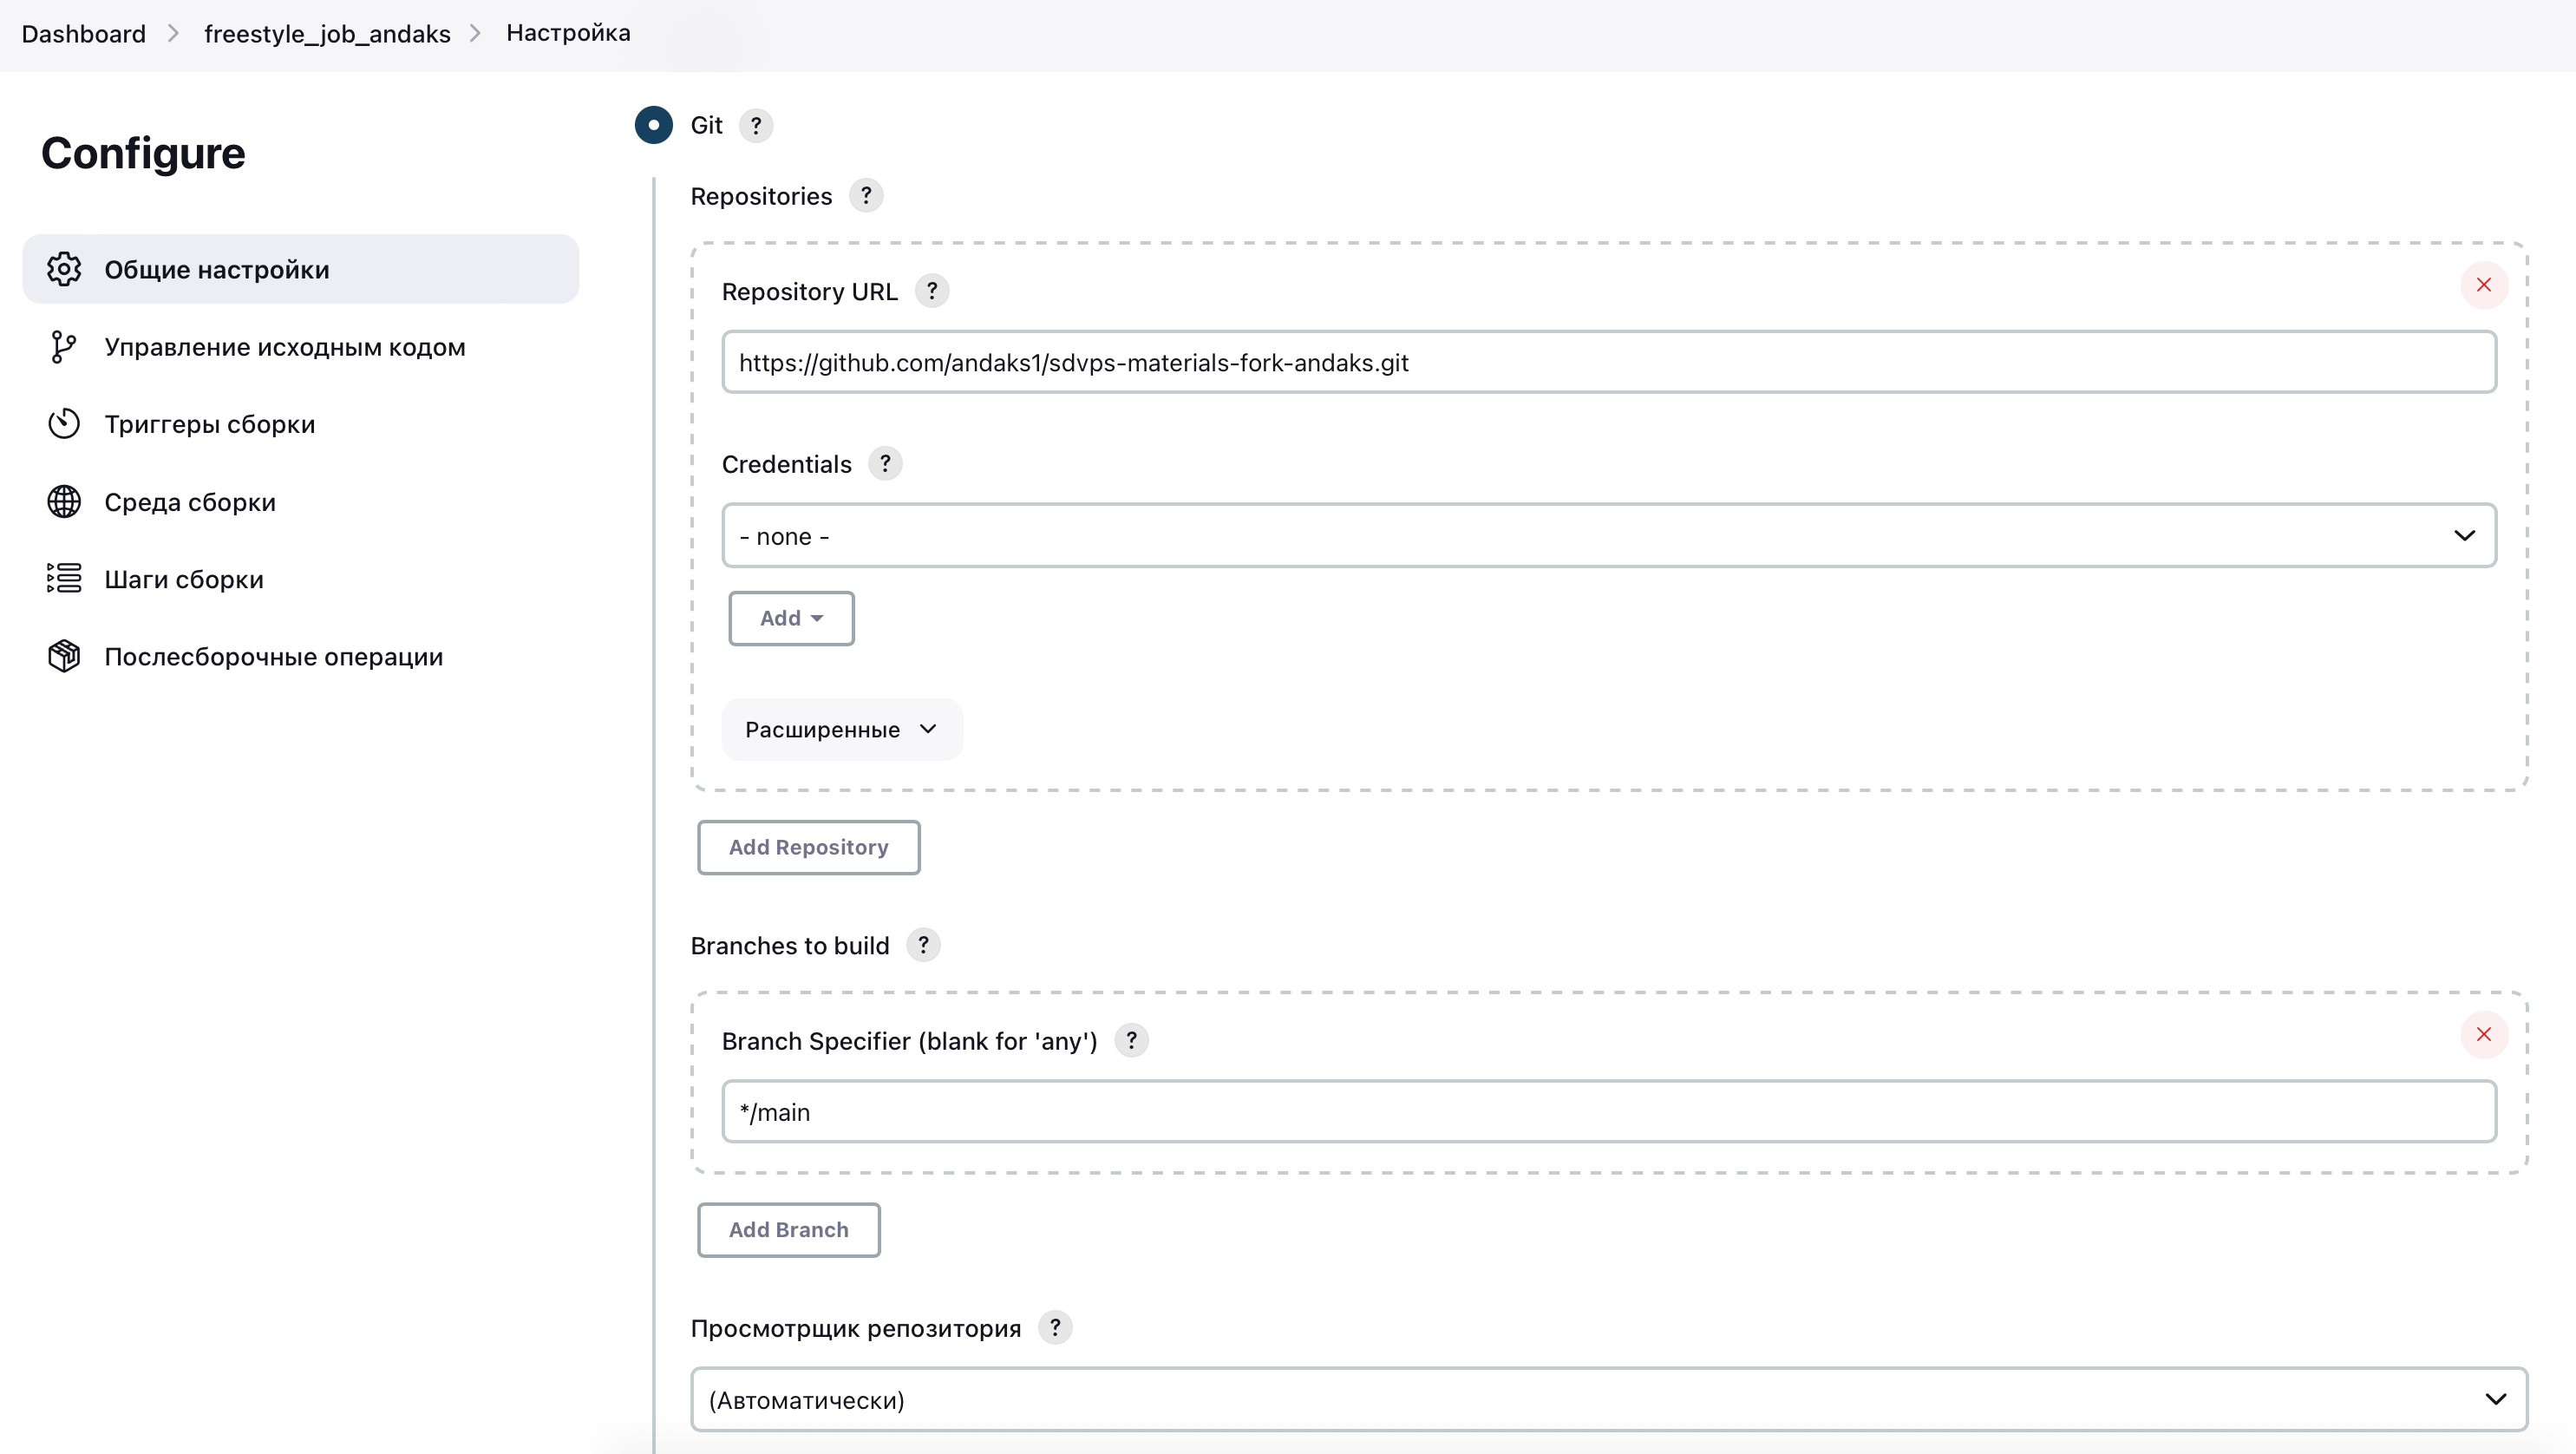 Dashboard > freestyle_job_andaks > Настройка
Configure
Общие настройки
Управление исходным кодом
Триггеры сборки
Среда сборки
Шаги сборки
Послесборочные операции
Git ?
Repositories ?
Repository URL ?
https://github.com/andaks1/sdvps-materials-fork-andaks.git
Credentials ?
- none -
Add
Расширенные
Add Repository
Branches to build ?
Branch Specifier (blank for 'any') ?
*/main
Add Branch
Просмотрщик репозитория ?
(Автоматически)